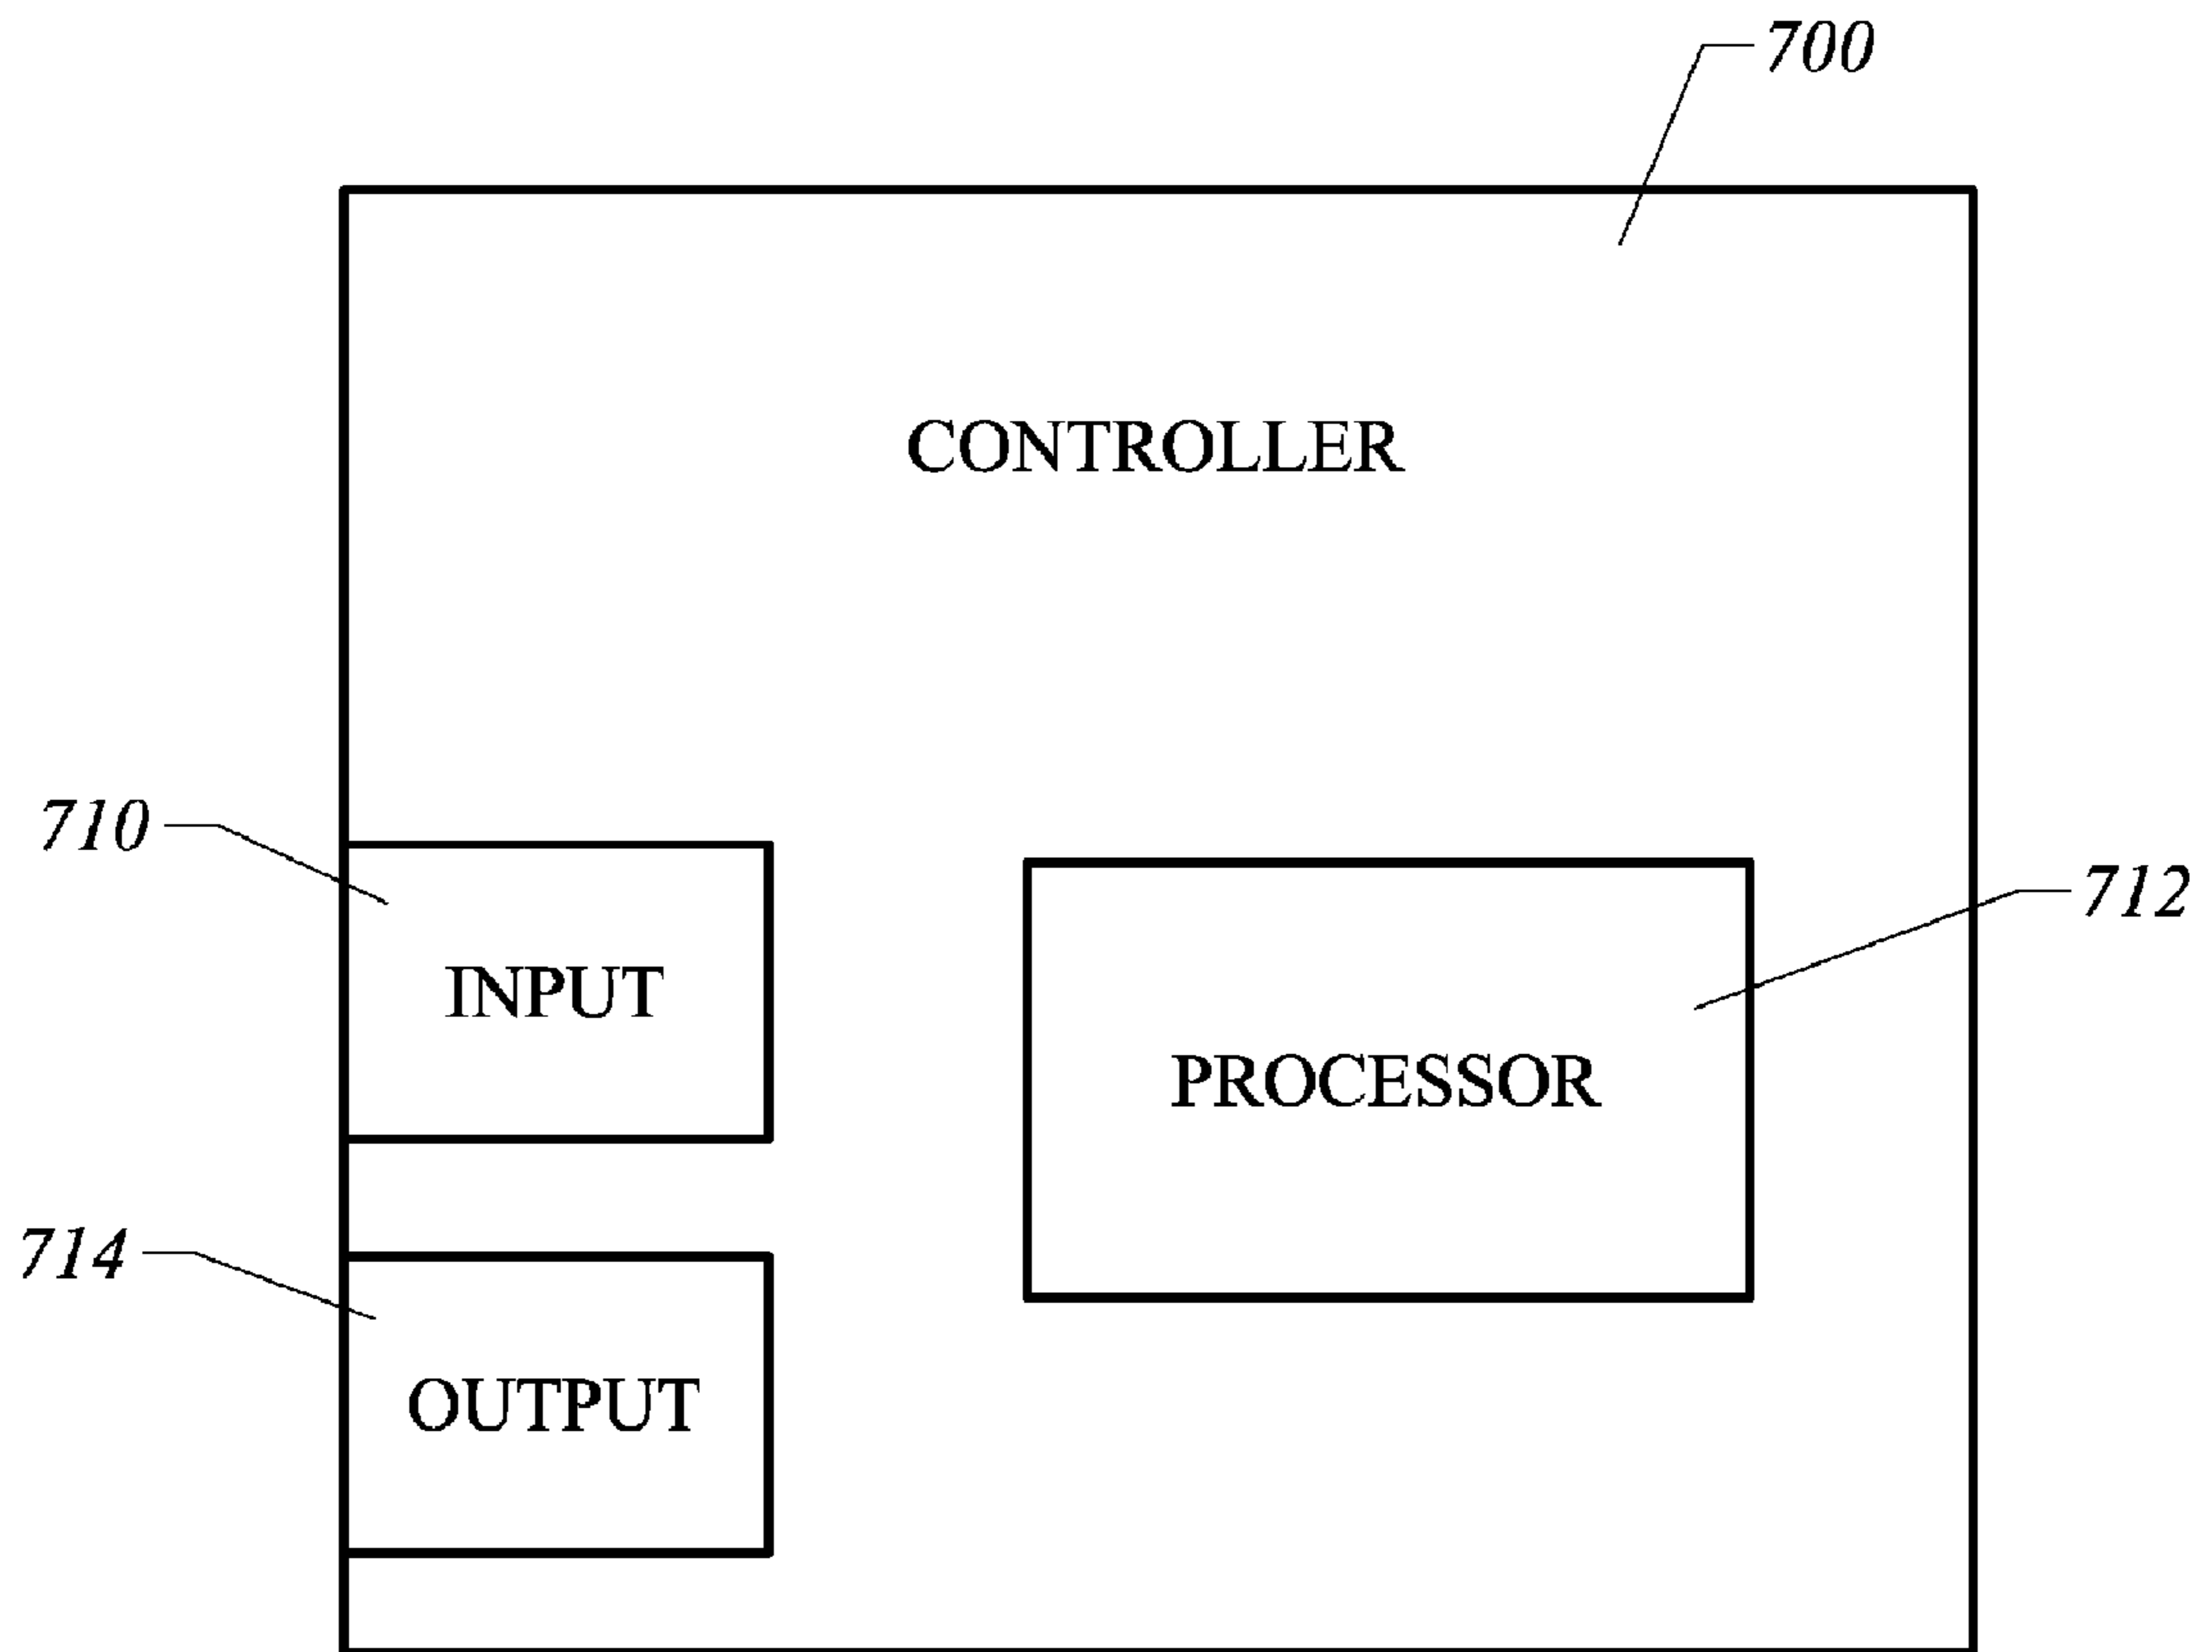 700
CONTROLLER
710
INPUT
712
PROCESSOR
714
OUTPUT